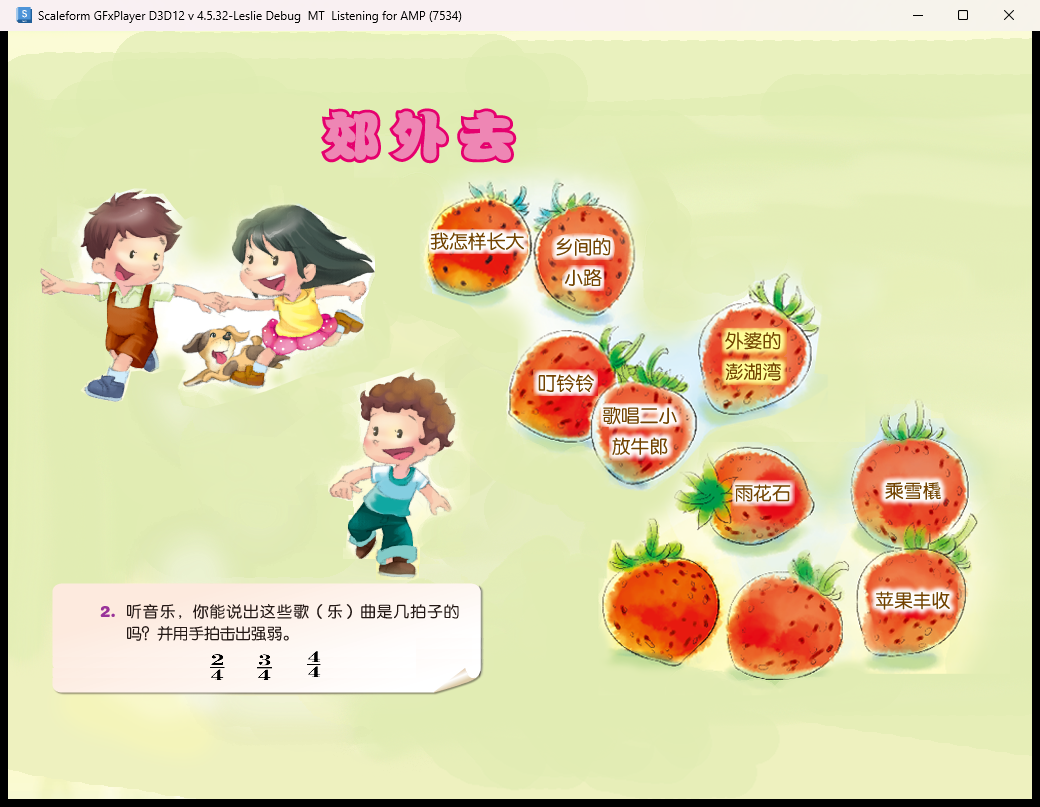 Scaleform GFxPlayer D3D12 v 4.5.32-Leslie Debug  MT  Listening for AMP (7534)
郊外去
我怎样长大
乡间的
小路
外婆的
澎湖湾
叮铃铃
歌唱二小
放牛郎
雨花石
乘雪橇
苹果丰收
2. 听音乐，你能说出这些歌（乐）曲是几拍子的
吗？并用手拍击出强弱。
2/4 3/4 4/4